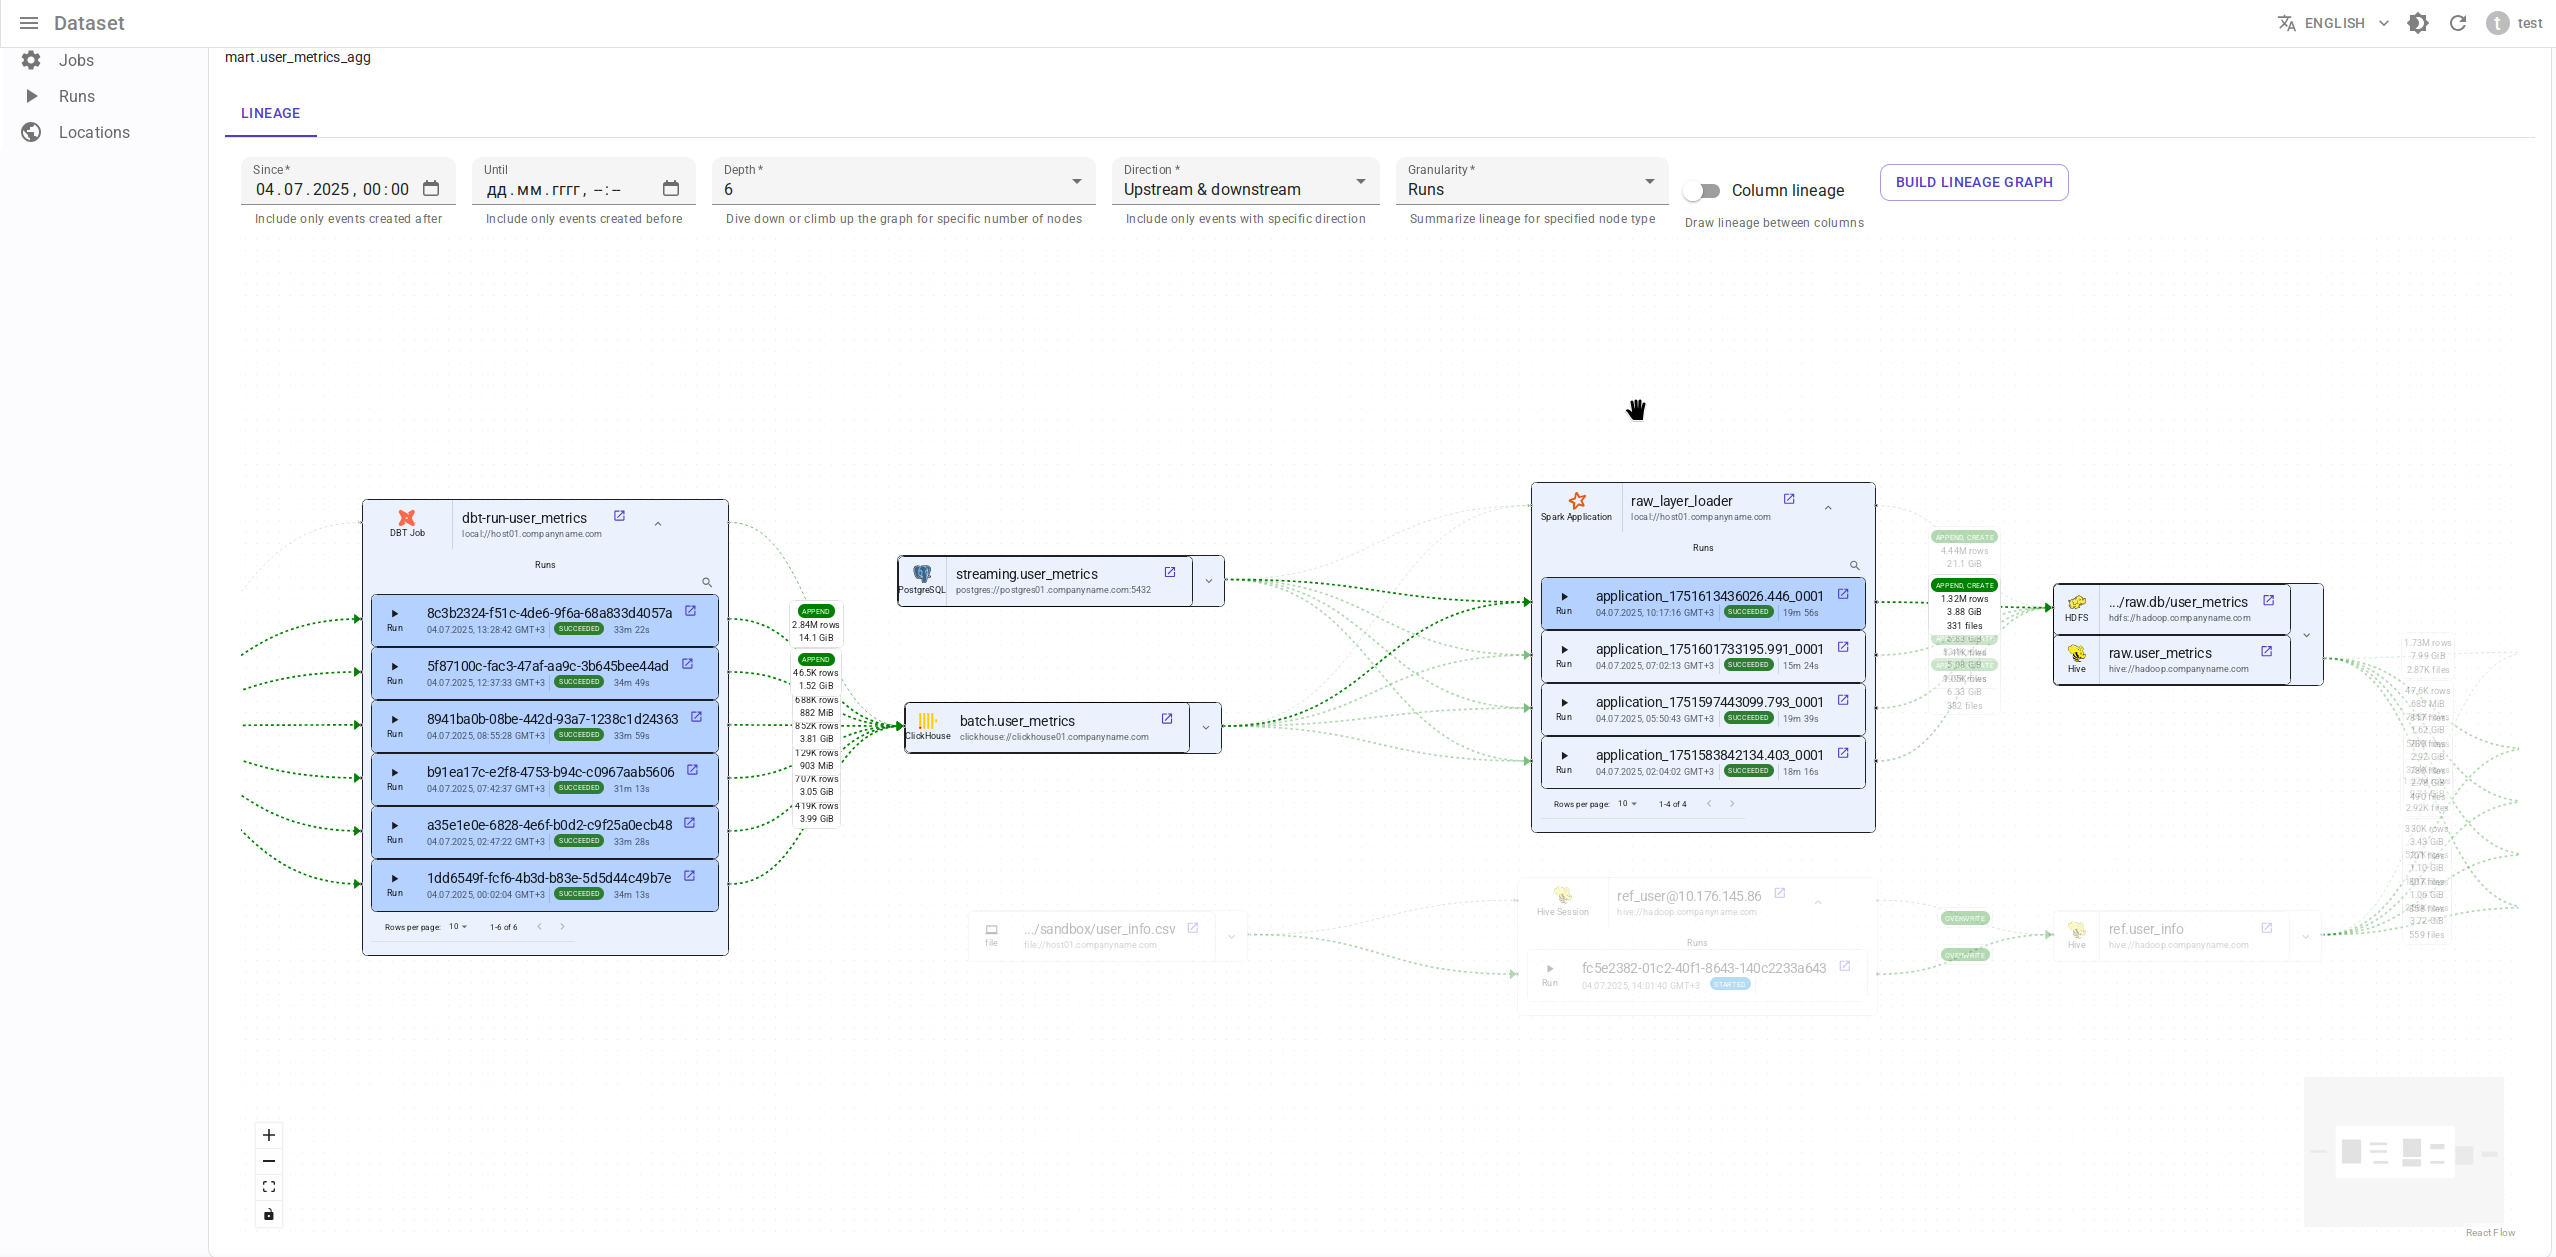 Dataset
ENGLISH
t
test
Jobs
Runs
Locations
mart.user_metrics_agg
LINEAGE
Since *
04.07.2025, 00:00
Include only events created after
Until
дд.мм.гггг, --:--
Include only events created before
Depth *
6
Dive down or climb up the graph for specific number of nodes
Direction *
Upstream & downstream
Include only events with specific direction
Granularity *
Runs
Summarize lineage for specified node type
Column lineage
Draw lineage between columns
BUILD LINEAGE GRAPH
DBT Job
dbt-run-user_metrics
local://host01.companyname.com
Runs
Run
8c3b2324-f51c-4de6-9f6a-68a833d4057a
04.07.2025, 13:28:42 GMT+3 SUCCEEDED 33m 22s
Run
5f87100c-fac3-47af-aa9c-3b645bee44ad
04.07.2025, 12:37:33 GMT+3 SUCCEEDED 34m 49s
Run
8941ba0b-08be-442d-93a7-1238c1d24363
04.07.2025, 08:55:28 GMT+3 SUCCEEDED 33m 59s
Run
b91ea17c-e2f8-4753-b94c-c0967aab5606
04.07.2025, 07:42:37 GMT+3 SUCCEEDED 31m 13s
Run
a35e1e0e-6828-4e6f-b0d2-c9f25a0ecb48
04.07.2025, 02:47:22 GMT+3 SUCCEEDED 33m 28s
Run
1dd6549f-fcf6-4b3d-b83e-5d5d44c49b7e
04.07.2025, 00:02:04 GMT+3 SUCCEEDED 34m 13s
Rows per page: 10 1-6 of 6
APPEND
2.84M rows
14.1 GiB
APPEND
46.5K rows
1.52 GiB
688K rows
882 MiB
852K rows
3.81 GiB
129K rows
903 MiB
707K rows
3.05 GiB
419K rows
3.99 GiB
PostgreSQL
streaming.user_metrics
postgres://postgres01.companyname.com:5432
ClickHouse
batch.user_metrics
clickhouse://clickhouse01.companyname.com
file
.../sandbox/user_info.csv
file://host01.companyname.com
Spark Application
raw_layer_loader
local://host01.companyname.com
Runs
Run
application_1751613436026.446_0001
04.07.2025, 10:17:16 GMT+3 SUCCEEDED 19m 56s
Run
application_1751601733195.991_0001
04.07.2025, 07:02:13 GMT+3 SUCCEEDED 15m 24s
Run
application_1751597443099.793_0001
04.07.2025, 05:50:43 GMT+3 SUCCEEDED 19m 39s
Run
application_1751583842134.403_0001
04.07.2025, 02:04:02 GMT+3 SUCCEEDED 18m 16s
Rows per page: 10 1-4 of 4
Hive Session
ref_user@10.176.145.86
hive://hadoop.companyname.com
Runs
Run
fc5e2382-01c2-40f1-8643-140c2233a643
04.07.2025, 14:01:40 GMT+3 STARTED
APPEND, CREATE
4.44M rows
21.1 GiB
APPEND, CREATE
1.32M rows
3.88 GiB
331 files
6.33 GiB
382 files
OVERWRITE
OVERWRITE
HDFS
.../raw.db/user_metrics
hdfs://hadoop.companyname.com
Hive
raw.user_metrics
hive://hadoop.companyname.com
Hive
ref.user_info
hive://hadoop.companyname.com
1.73M rows
7.99 GiB
2.87K files
47.6K rows
685 MiB
1.62 GiB
2.92 GiB
2.92K files
330K rows
3.43 GiB
1.10 GiB
1.06 GiB
3.72 GiB
559 files
React Flow